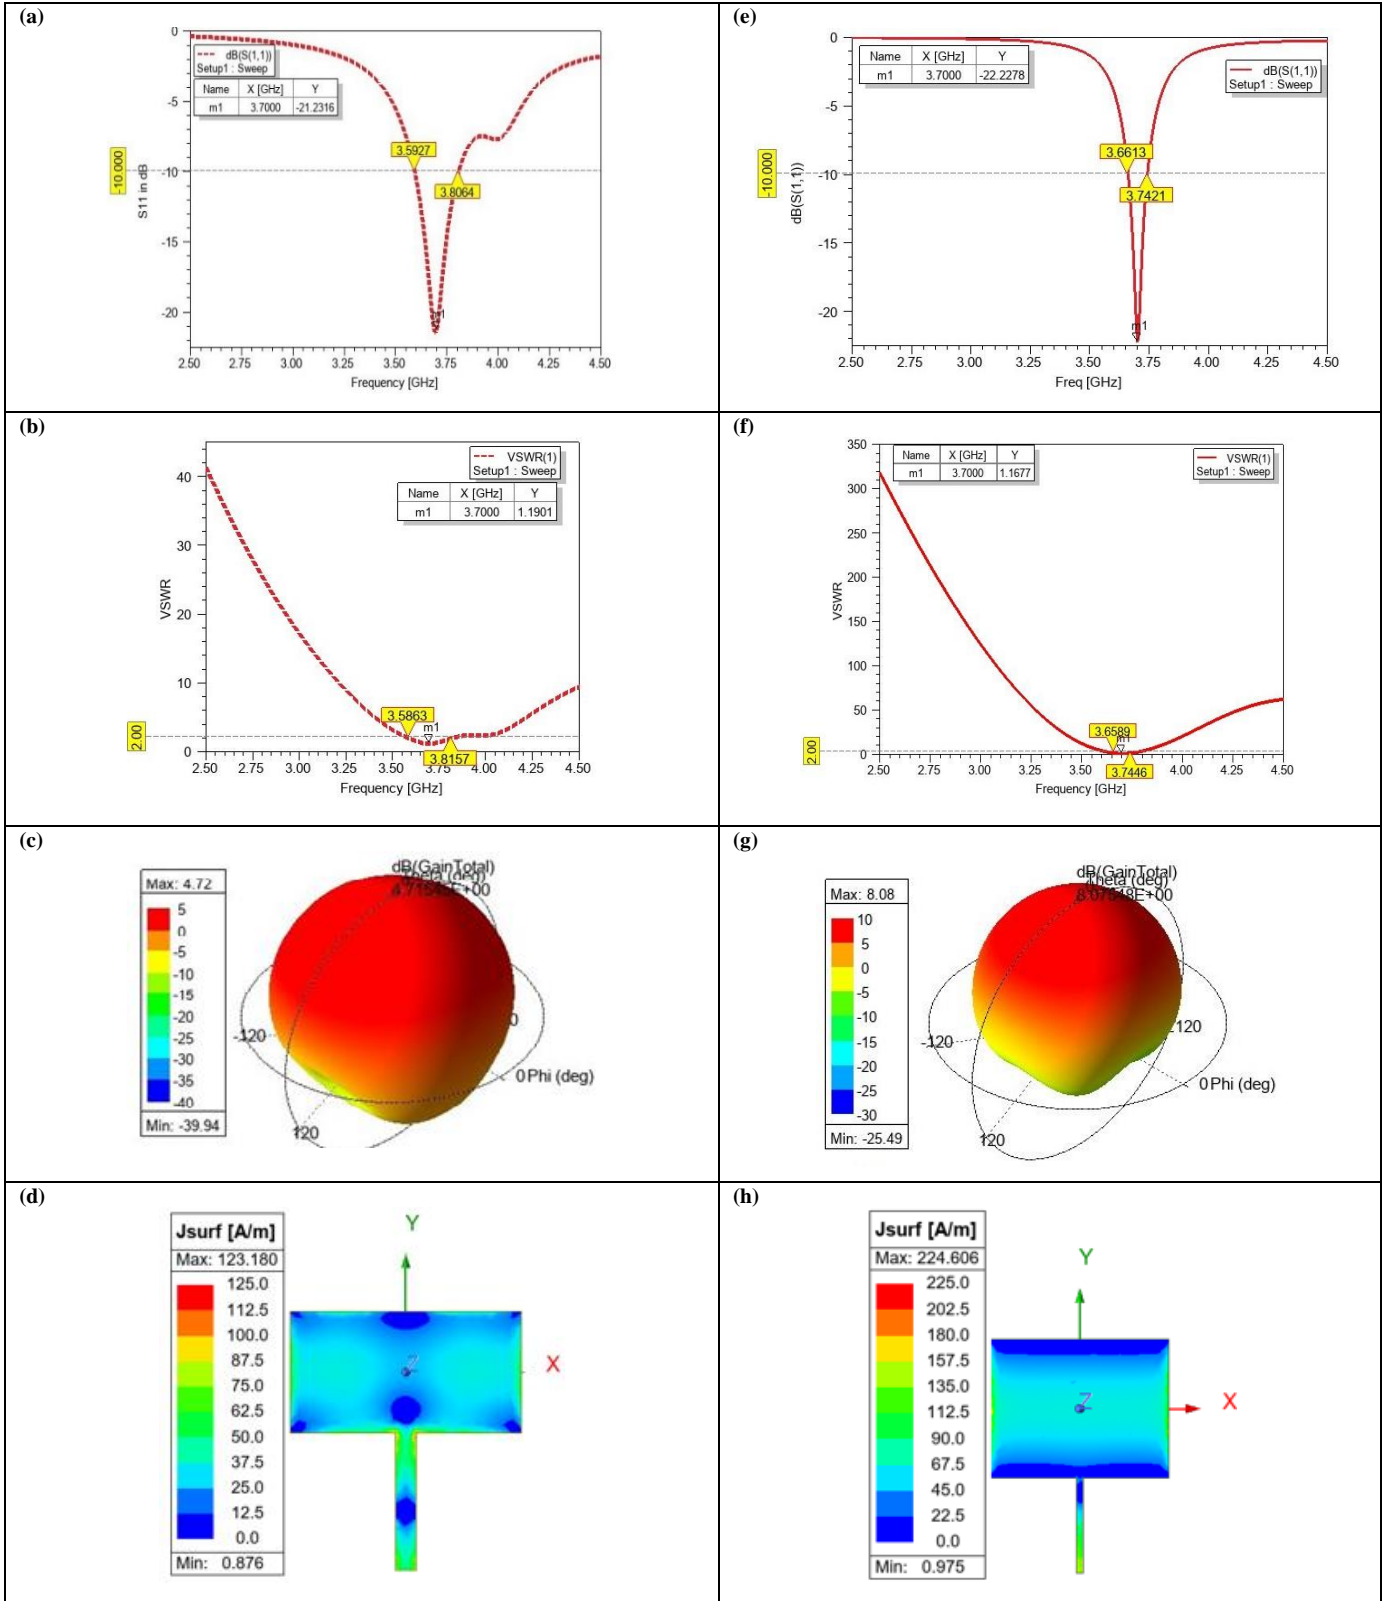 (a)
0
-5
-10
-15
-20
-10.000
S11 in dB
dB(S(1,1))
Setup1 : Sweep
Name X [GHz] Y
m1 3.7000 -21.2316
3.5927
3.8064
m1
2.50 2.75 3.00 3.25 3.50 3.75 4.00 4.25 4.50
Frequency [GHz]
(e)
0
-5
-10
-15
-20
-10.000
dB(S(1,1))
Name X [GHz] Y
m1 3.7000 -22.2278
dB(S(1,1))
Setup1 : Sweep
3.6613
3.7421
m1
2.50 2.75 3.00 3.25 3.50 3.75 4.00 4.25 4.50
Freq [GHz]
(b)
40
30
20
10
0
2.00
VSWR
VSWR(1)
Setup1 : Sweep
Name X [GHz] Y
m1 3.7000 1.1901
3.5863
m1
3.8157
2.50 2.75 3.00 3.25 3.50 3.75 4.00 4.25 4.50
Frequency [GHz]
(f)
350
300
250
200
150
100
50
0
2.00
VSWR
Name X [GHz] Y
m1 3.7000 1.1677
VSWR(1)
Setup1 : Sweep
3.6589
m1
3.7446
2.50 2.75 3.00 3.25 3.50 3.75 4.00 4.25 4.50
Frequency [GHz]
(c)
Max: 4.72
5
0
-5
-10
-15
-20
-25
-30
-35
-40
Min: -39.94
dB(GainTotal)
Theta (deg)
-120
0
0 Phi (deg)
120
(g)
Max: 8.08
10
5
0
-5
-10
-15
-20
-25
-30
Min: -25.49
dB(GainTotal)
Theta (deg)
-120
120
0 Phi (deg)
120
(d)
Jsurf [A/m]
Max: 123.180
125.0
112.5
100.0
87.5
75.0
62.5
50.0
37.5
25.0
12.5
0.0
Min: 0.876
Y
Z
X
(h)
Jsurf [A/m]
Max: 224.606
225.0
202.5
180.0
157.5
135.0
112.5
90.0
67.5
45.0
22.5
0.0
Min: 0.975
Y
Z
X